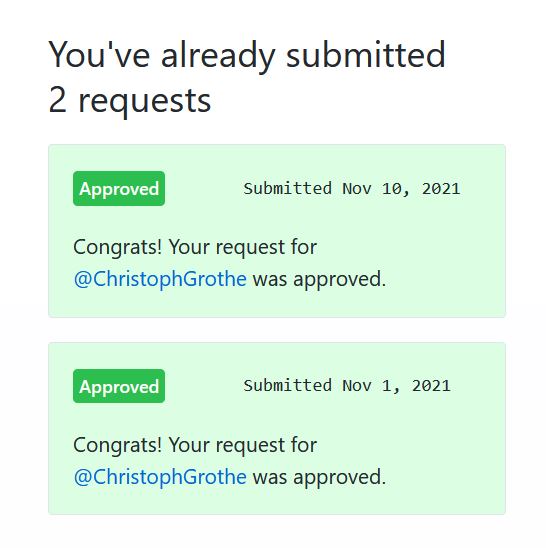 You've already submitted
2 requests
Approved
Submitted Nov 10, 2021
Congrats! Your request for
@ChristophGrothe was approved.
Approved
Submitted Nov 1, 2021
Congrats! Your request for
@ChristophGrothe was approved.